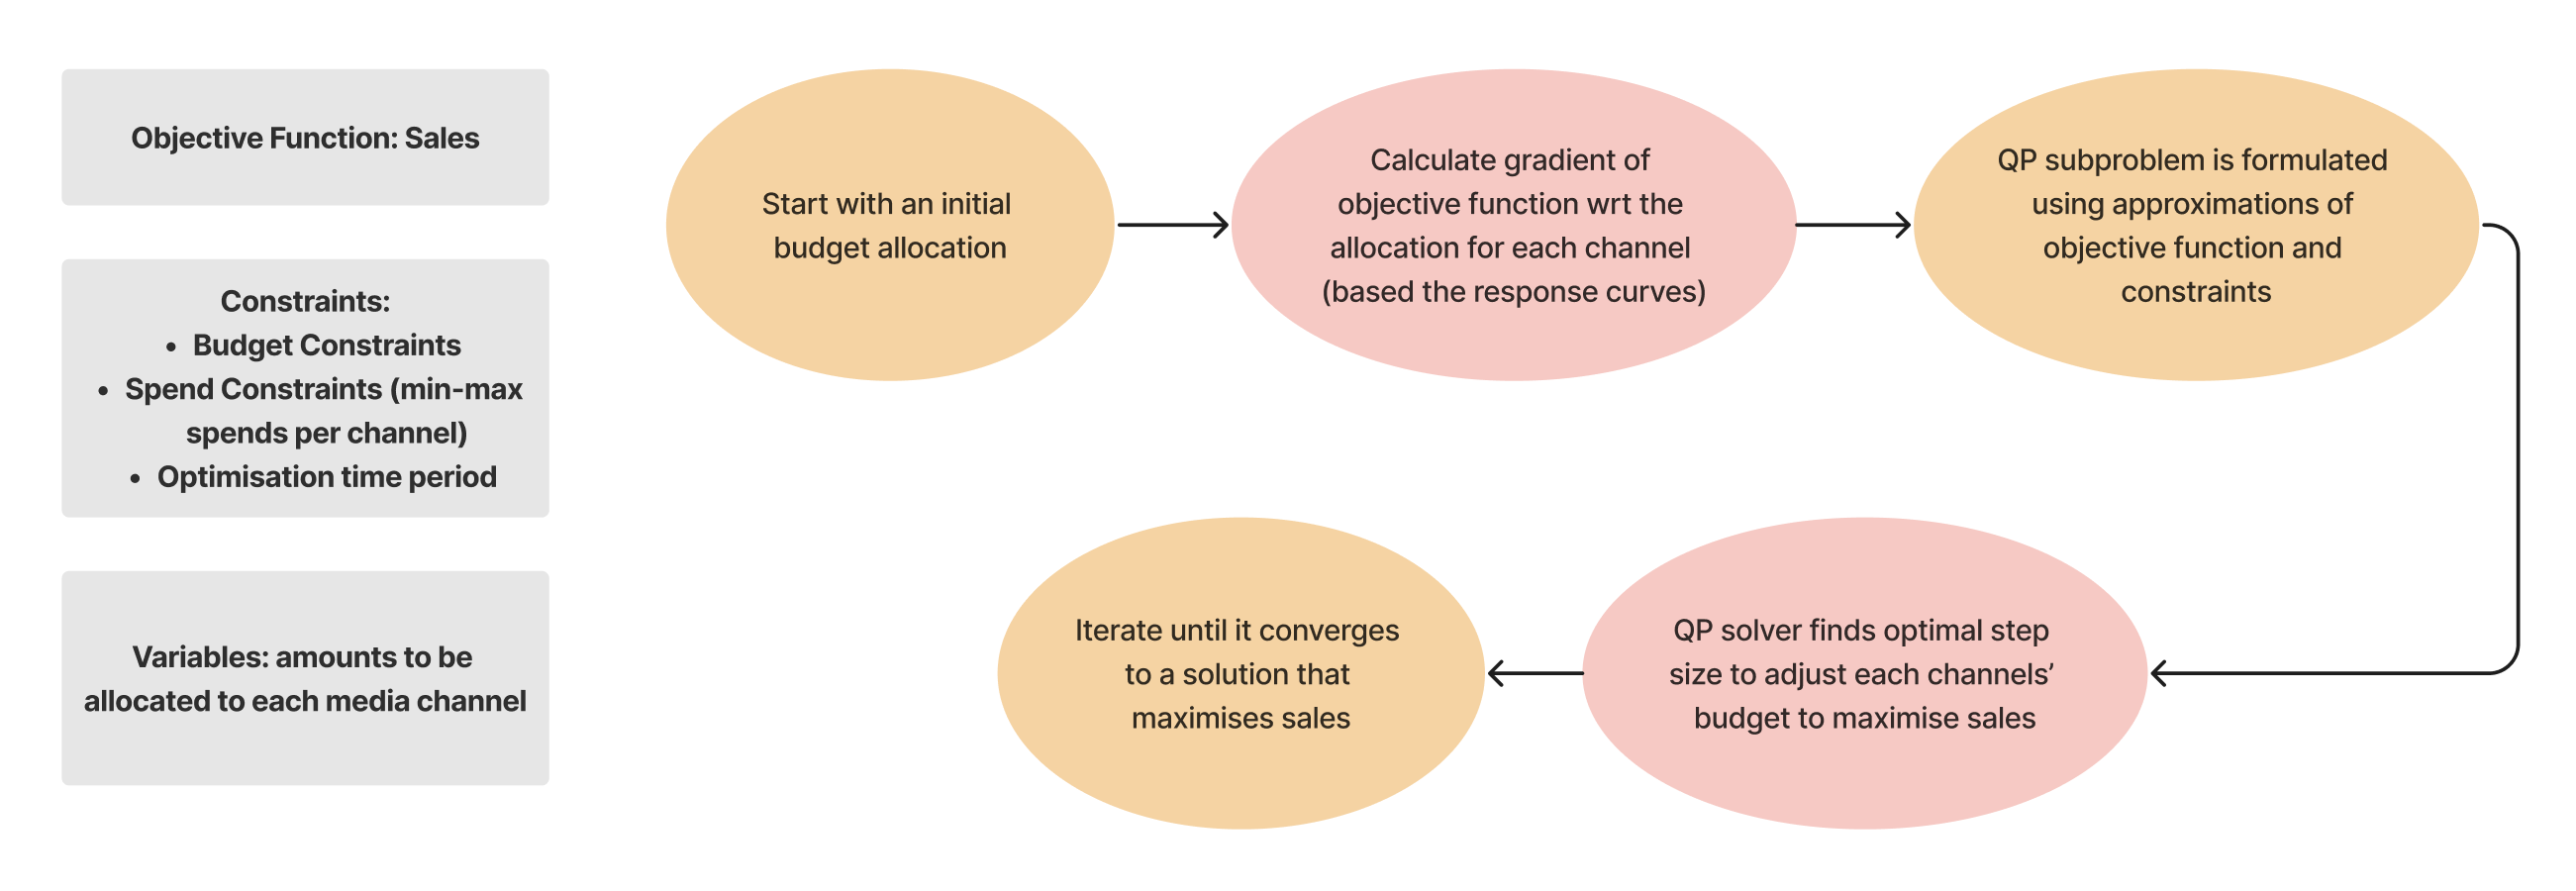 Objective Function: Sales
Constraints:
• Budget Constraints
• Spend Constraints (min-max
spends per channel)
• Optimisation time period
Variables: amounts to be
allocated to each media channel
Start with an initial
budget allocation
Calculate gradient of
objective function wrt the
allocation for each channel
(based the response curves)
QP subproblem is formulated
using approximations of
objective function and
constraints
QP solver finds optimal step
size to adjust each channels’
budget to maximise sales
Iterate until it converges
to a solution that
maximises sales